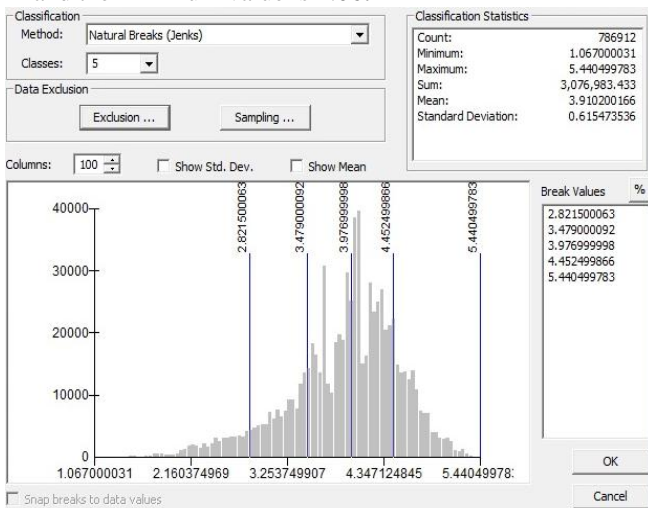 Classification
Method: Natural Breaks (Jenks)
Classes: 5
Data Exclusion
Exclusion ... Sampling ...
Classification Statistics
Count: 786912
Minimum: 1.067000031
Maximum: 5.440499783
Sum: 3,076,983.433
Mean: 3.910200166
Standard Deviation: 0.615473536
Columns: 100 Show Std. Dev. Show Mean
40000
30000
20000
10000
0
2.821500063
3.479000092
3.976999998
4.452499866
5.440499783
1.067000031 2.160374969 3.253749907 4.347124845 5.44049978:
Break Values %
2.821500063
3.479000092
3.976999998
4.452499866
5.440499783
OK
Snap breaks to data values
Cancel